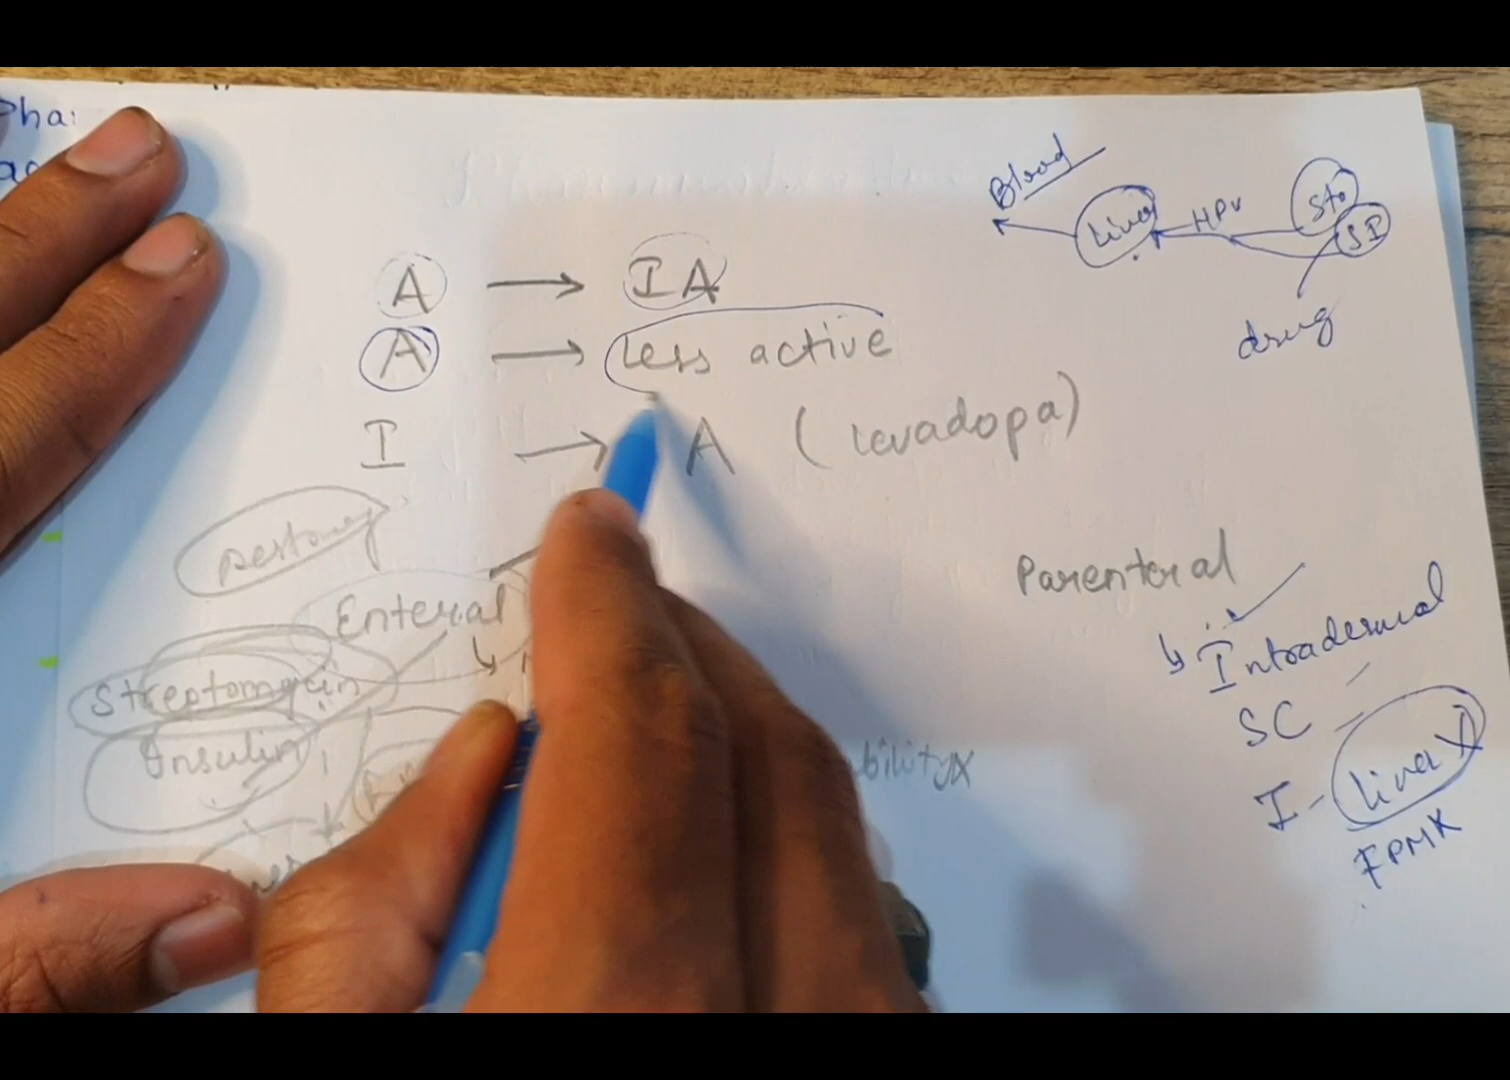 Pha
Blood
Liver HPV Sto
SI
drug
A → IA
A → Less active
I → A (levadopa)
Enteral
Parenteral
↳ Intradermal
Streptomycin
SC
Insulin
I - Liver X
FPMK
bilityx